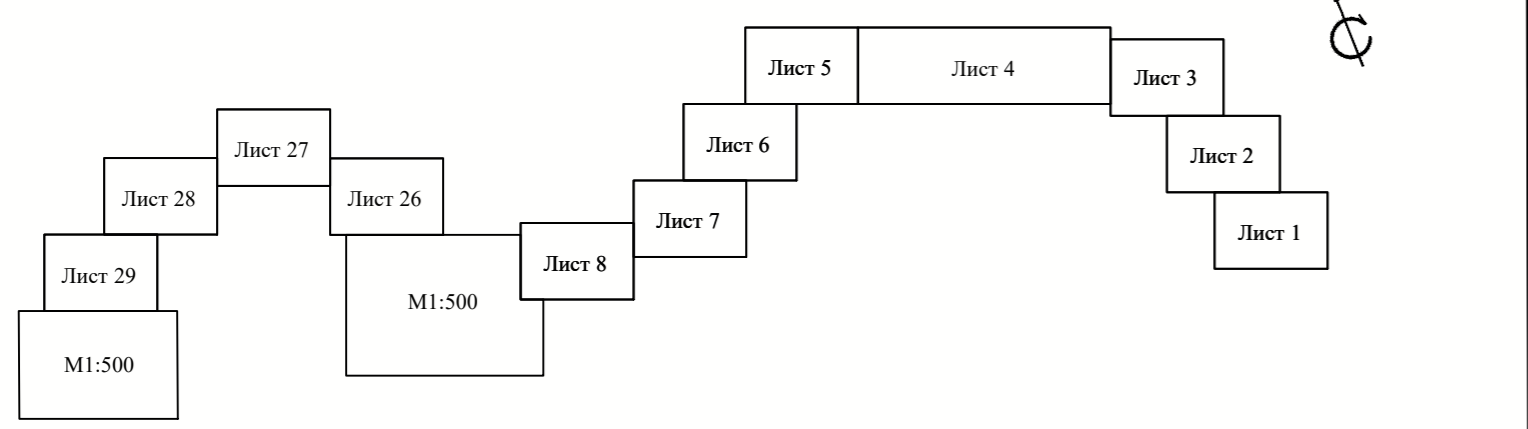 С
Лист 5
Лист 4
Лист 3
Лист 27
Лист 6
Лист 2
Лист 28
Лист 26
Лист 7
Лист 1
Лист 29
Лист 8
М1:500
М1:500